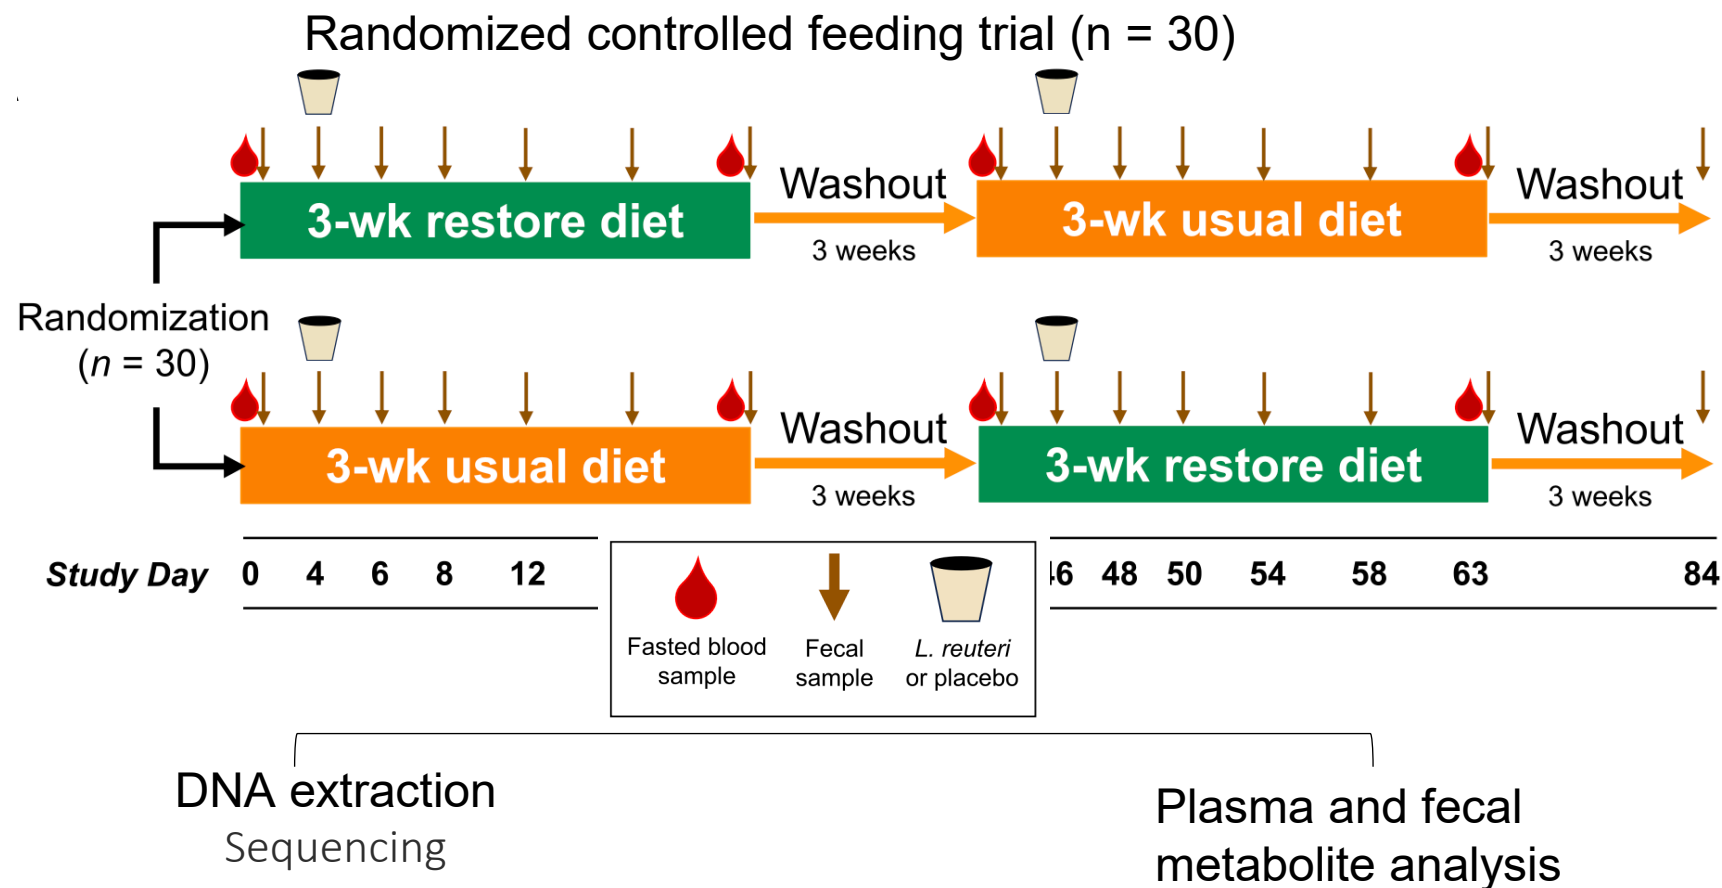 Randomized controlled feeding trial (n = 30)
3-wk restore diet
Washout
3 weeks
3-wk usual diet
Washout
3 weeks
Randomization
(n = 30)
3-wk usual diet
Washout
3 weeks
3-wk restore diet
Washout
3 weeks
Study Day 0 4 6 8 12 46 48 50 54 58 63 84
Fasted blood
sample
Fecal
sample
L. reuteri
or placebo
DNA extraction
Sequencing
Plasma and fecal
metabolite analysis